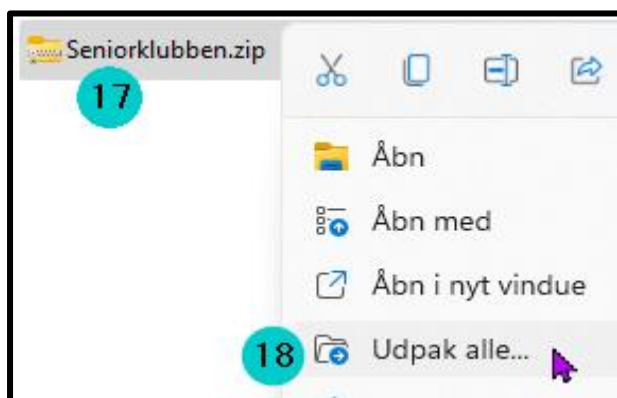 Seniorklubben.zip
17
Åbn
Åbn med
Åbn i nyt vindue
18 Udpak alle...